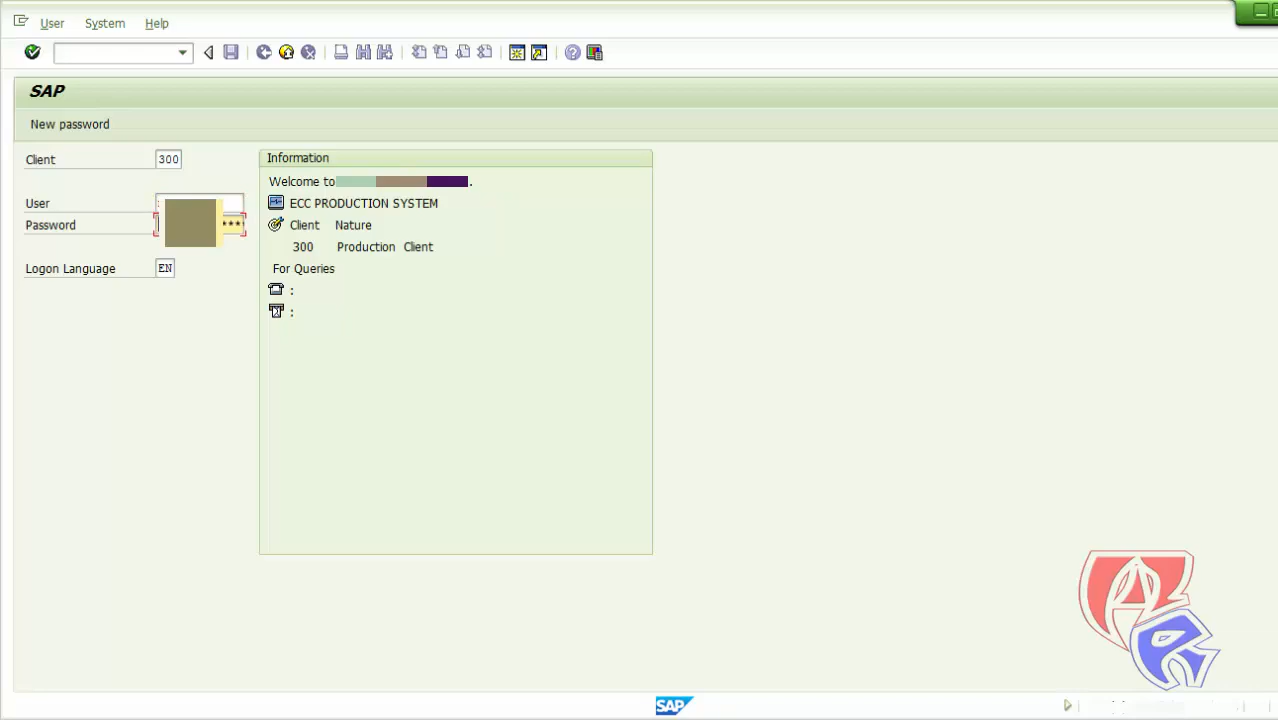 User System Help
SAP
New password
Client 300
Information
Welcome to .
User
ECC PRODUCTION SYSTEM
Password ***
Client Nature
300 Production Client
Logon Language EN
For Queries
:
:
SAP